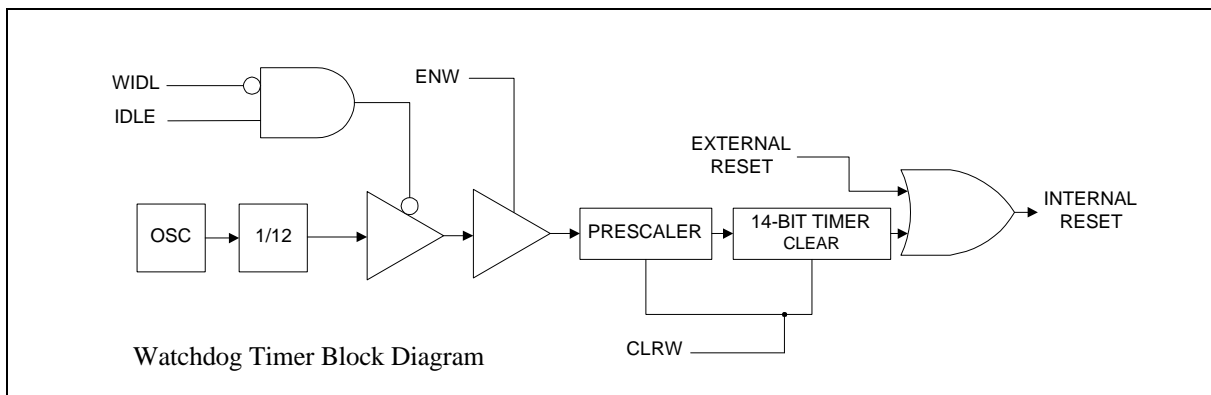 WIDL
IDLE
ENW
EXTERNAL
RESET
INTERNAL
RESET
OSC
1/12
PRESCALER
14-BIT TIMER
CLEAR
CLRW
Watchdog Timer Block Diagram